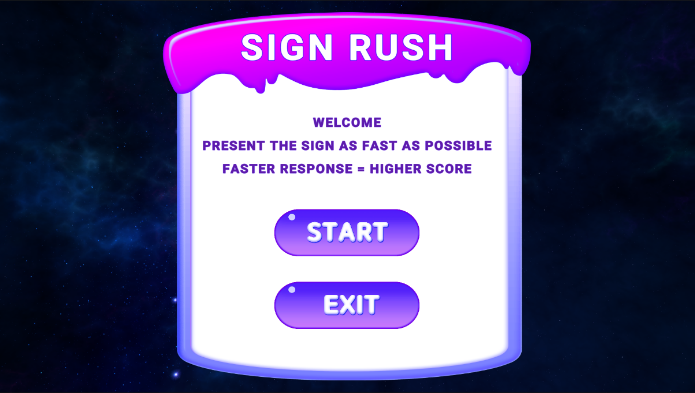 SIGN RUSH
WELCOME
PRESENT THE SIGN AS FAST AS POSSIBLE
FASTER RESPONSE = HIGHER SCORE
START
EXIT